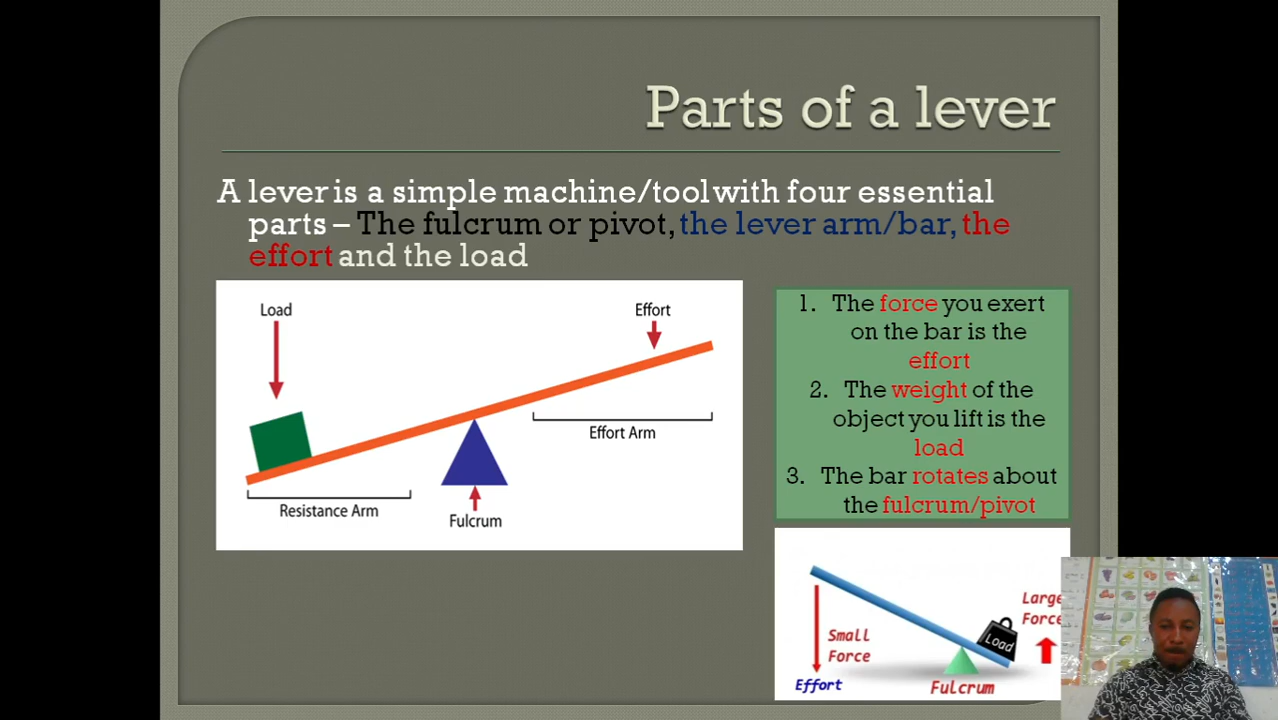 Parts of a lever
A lever is a simple machine/tool with four essential
parts – The fulcrum or pivot, the lever arm/bar, the
effort and the load
Load
Effort
Effort Arm
Resistance Arm
Fulcrum
1. The force you exert
on the bar is the
effort
2. The weight of the
object you lift is the
load
3. The bar rotates about
the fulcrum/pivot
Large
Force
Load
Small
Force
Effort
Fulcrum